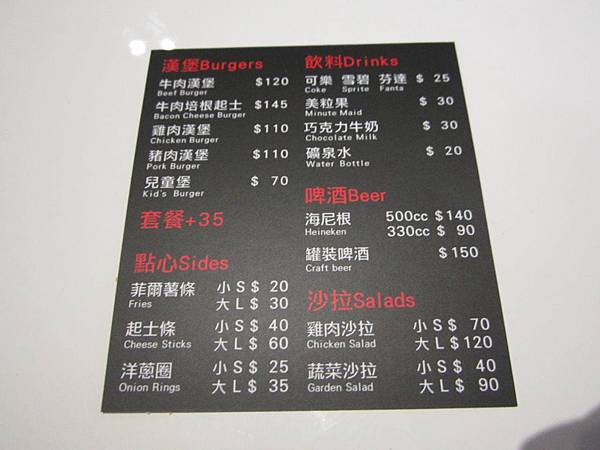 漢堡Burgers
牛肉漢堡 $120
Beef Burger
牛肉培根起士 $145
Bacon Cheese Burger
雞肉漢堡 $110
Chicken Burger
豬肉漢堡 $110
Pork Burger
兒童堡 $ 70
Kid's Burger
套餐+35
點心Sides
菲爾薯條 小 S $ 20
Fries 大 L $ 30
起士條 小 S $ 40
Cheese Sticks 大 L $ 60
洋蔥圈 小 S $ 25
Onion Rings 大 L $ 35
飲料Drinks
可樂 雪碧 芬達 $ 25
Coke Sprite Fanta
美粒果 $ 30
Minute Maid
巧克力牛奶 $ 30
Chocolate Milk
礦泉水 $ 20
Water Bottle
啤酒Beer
海尼根 500cc $140
Heineken 330cc $ 90
罐裝啤酒 $150
Craft beer
沙拉Salads
雞肉沙拉 小 S $ 70
Chicken Salad 大 L $120
蔬菜沙拉 小 S $ 40
Garden Salad 大 L $ 90